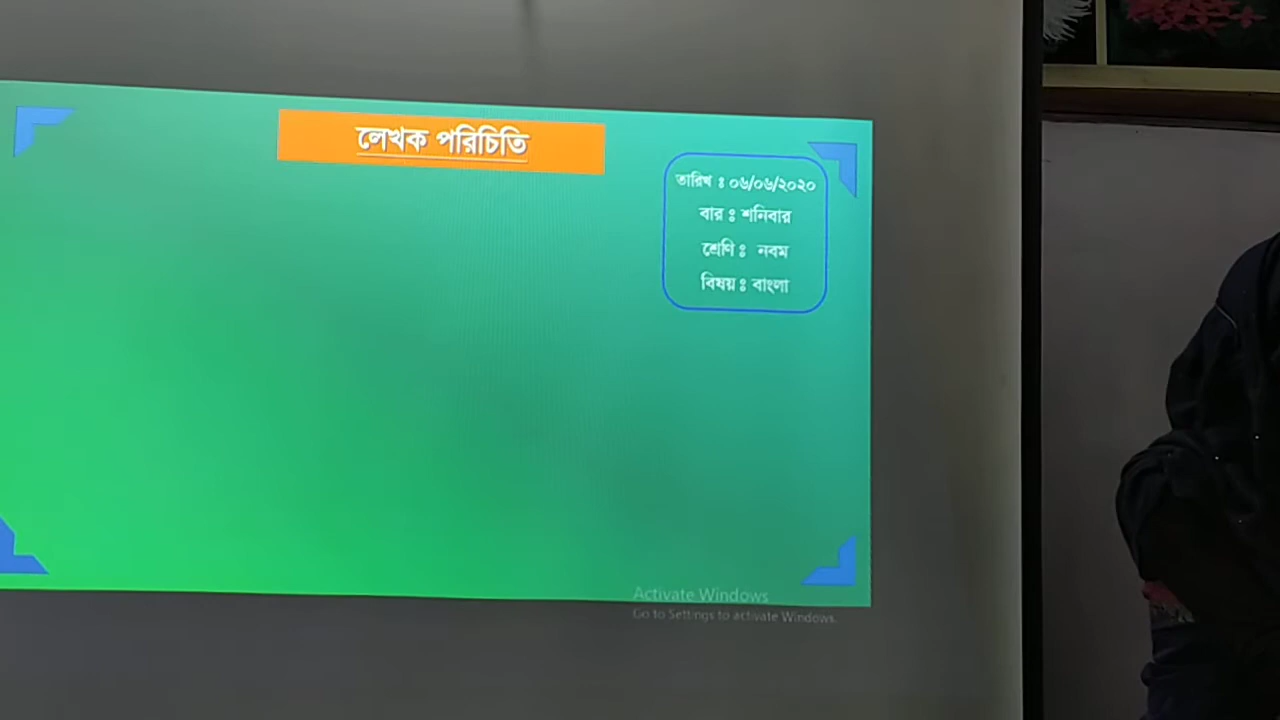 লেখক পরিচিতি
তারিখ ঃ ০৬/০৬/২০২০
বার ঃ শনিবার
শ্রেণি ঃ নবম
বিষয় ঃ বাংলা
Activate Windows
Go to Settings to activate Windows.